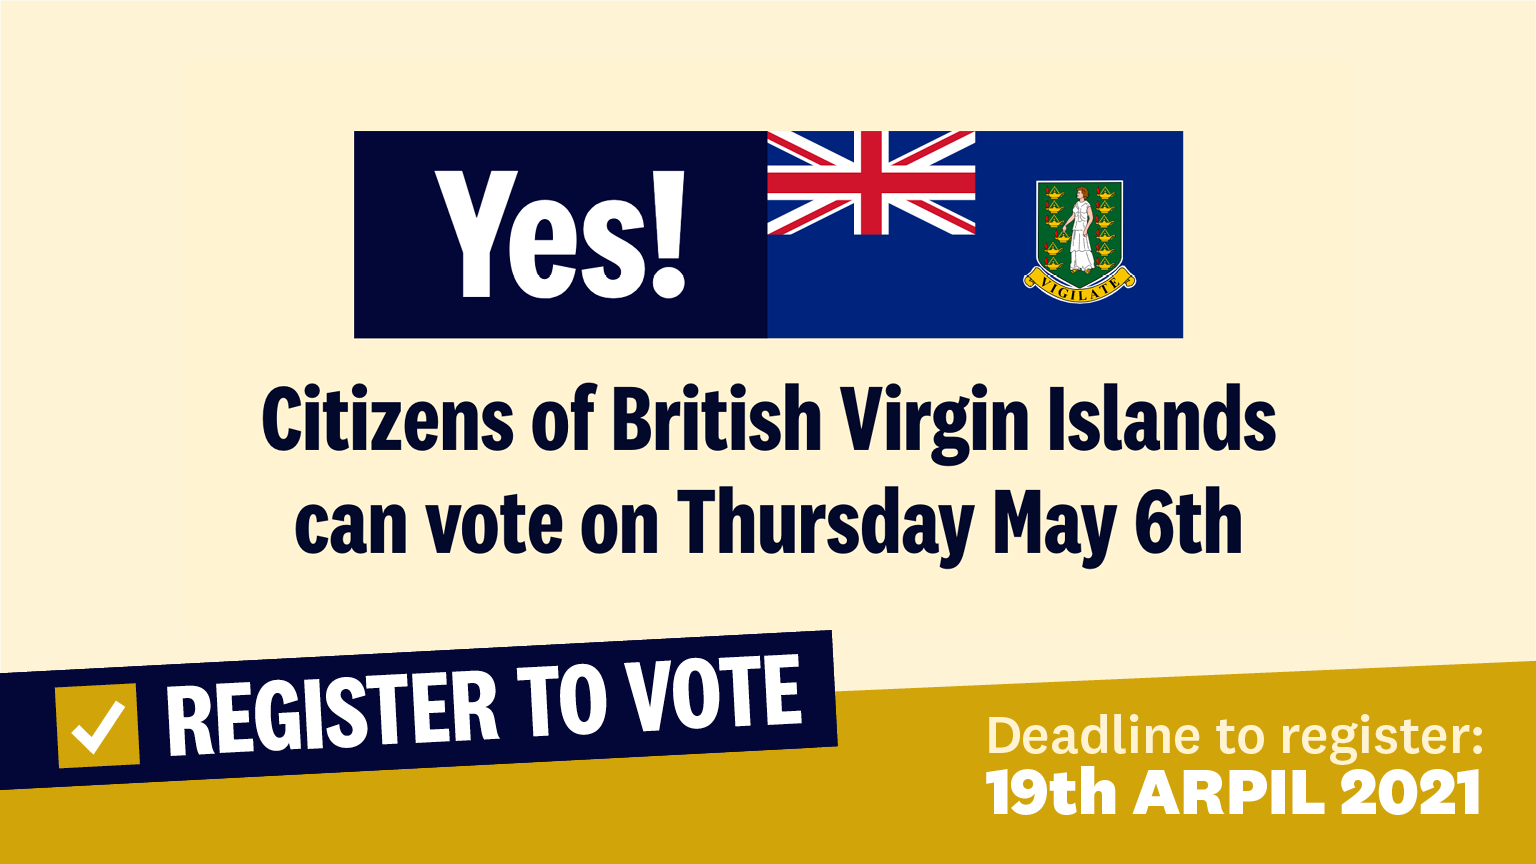 Yes!
VIGILATE
Citizens of British Virgin Islands
can vote on Thursday May 6th
REGISTER TO VOTE
Deadline to register:
19th ARPIL 2021